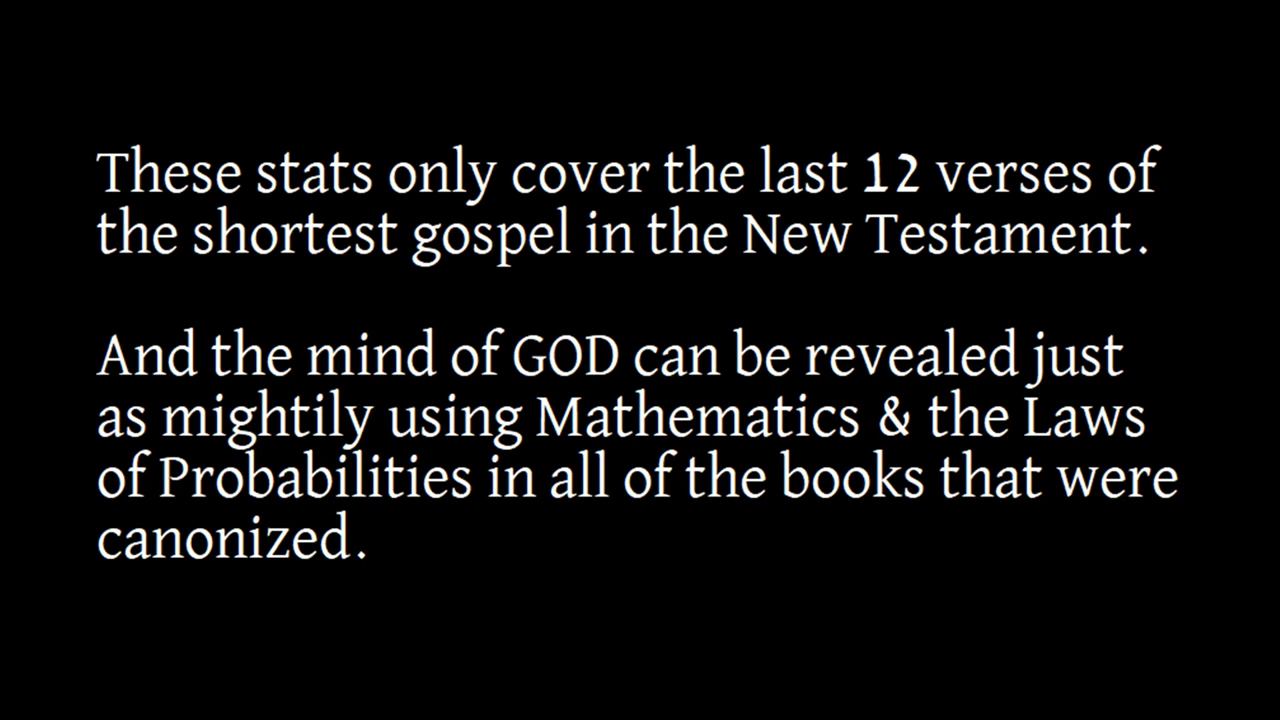 These stats only cover the last 12 verses of
the shortest gospel in the New Testament.
And the mind of GOD can be revealed just
as mightily using Mathematics & the Laws
of Probabilities in all of the books that were
canonized.